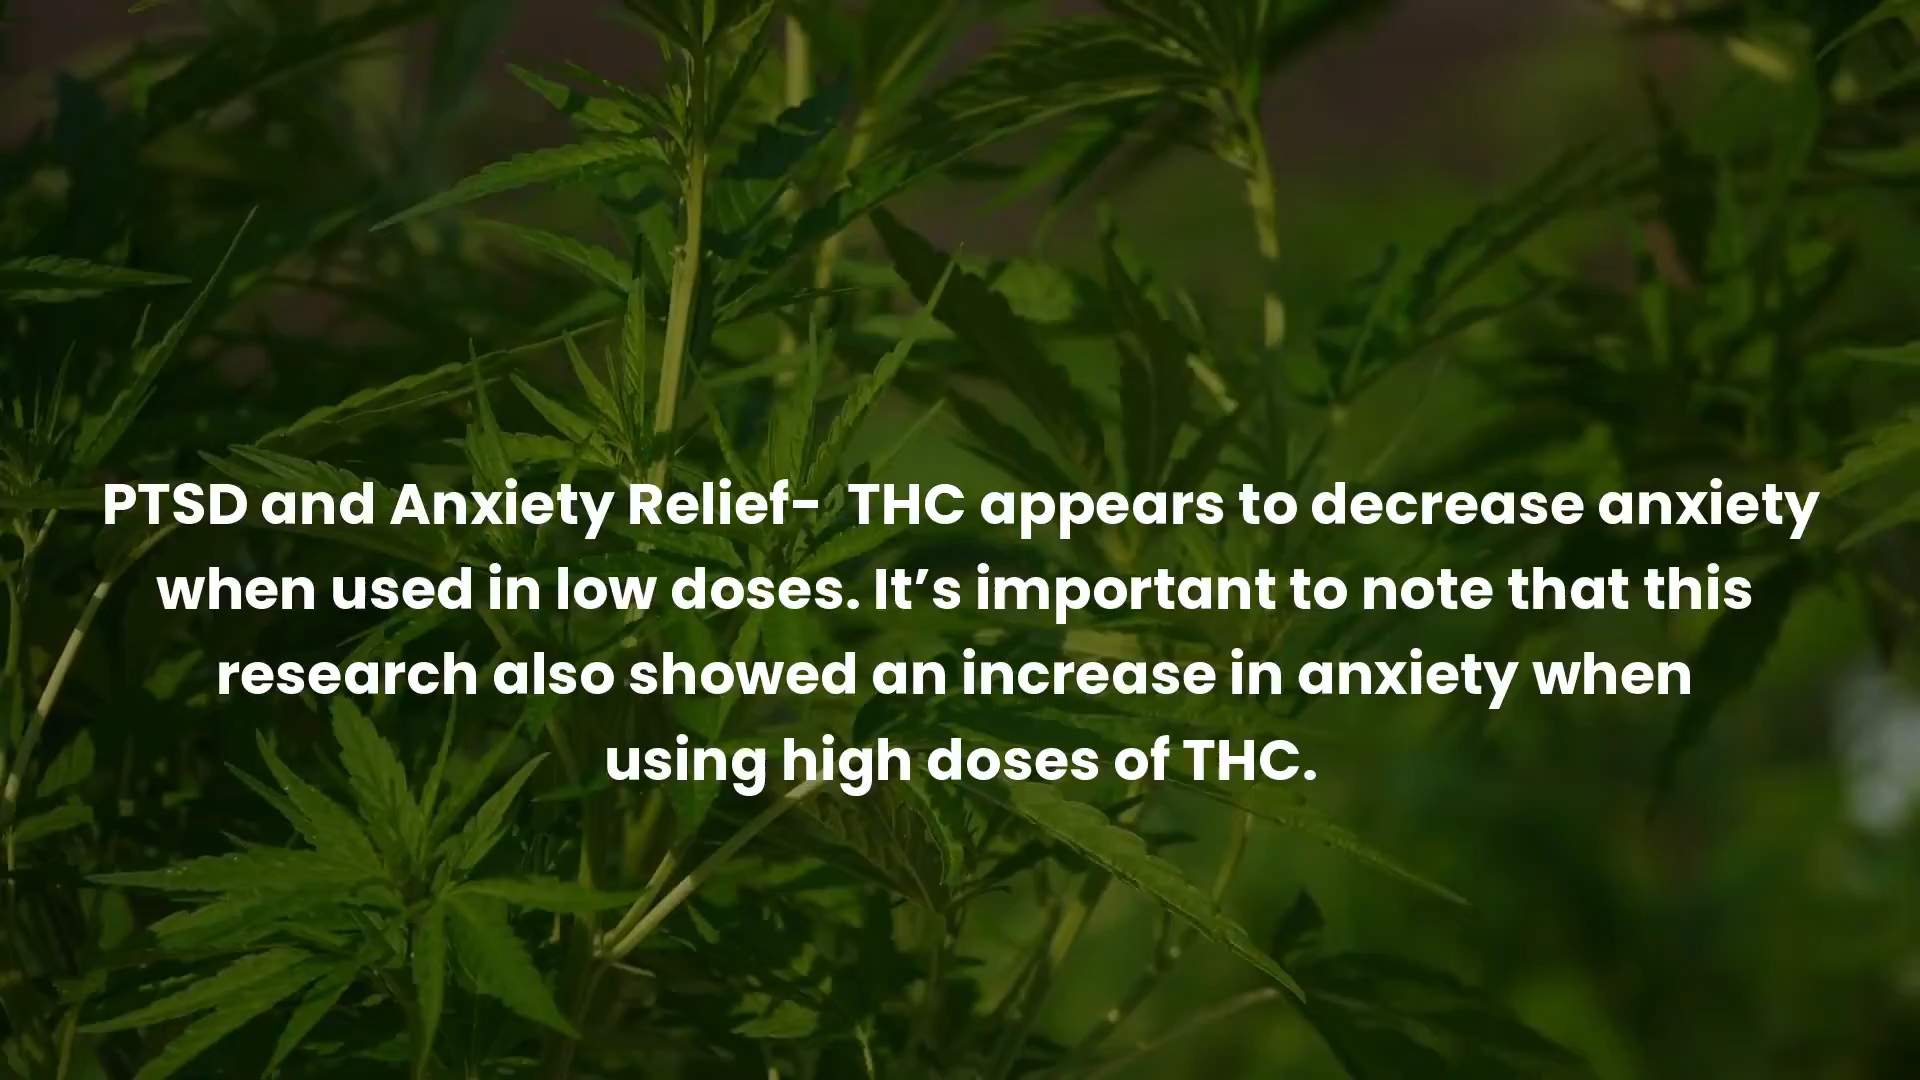 PTSD and Anxiety Relief-  THC appears to decrease anxiety
when used in low doses. It’s important to note that this
research also showed an increase in anxiety when
using high doses of THC.